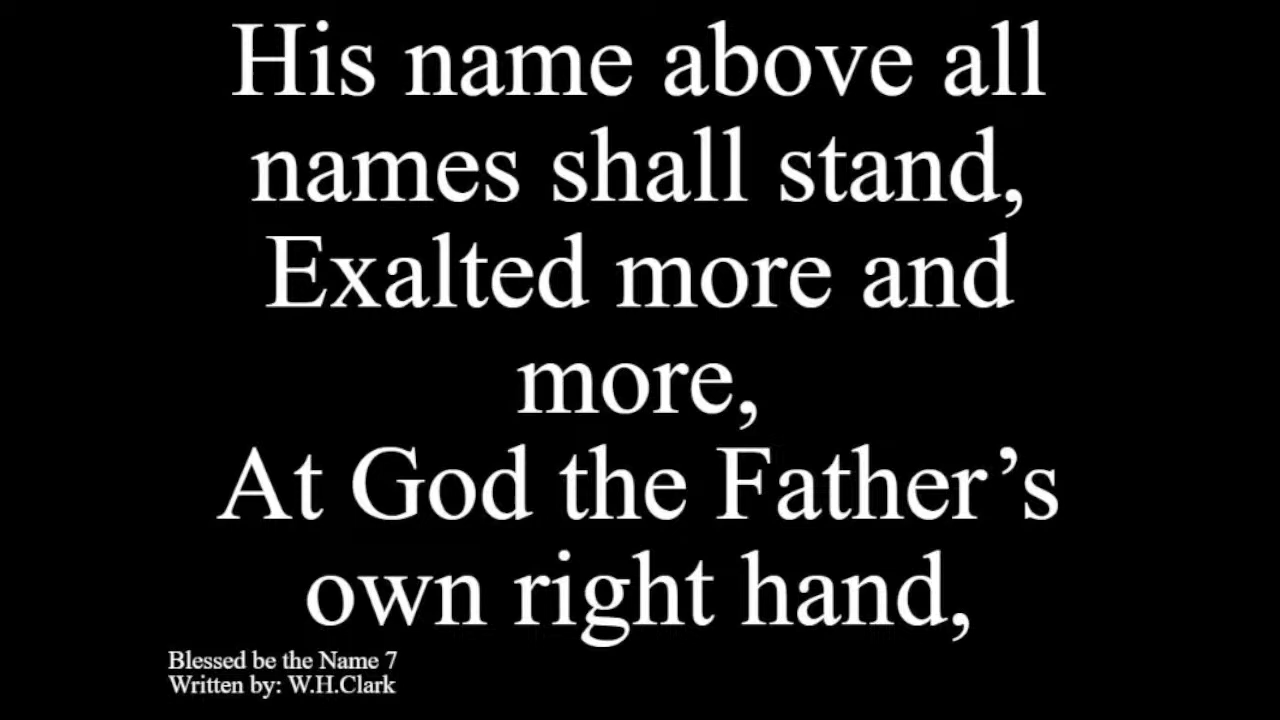 His name above all
names shall stand,
Exalted more and
more,
At God the Father’s
own right hand,
Blessed be the Name 7
Written by: W.H.Clark